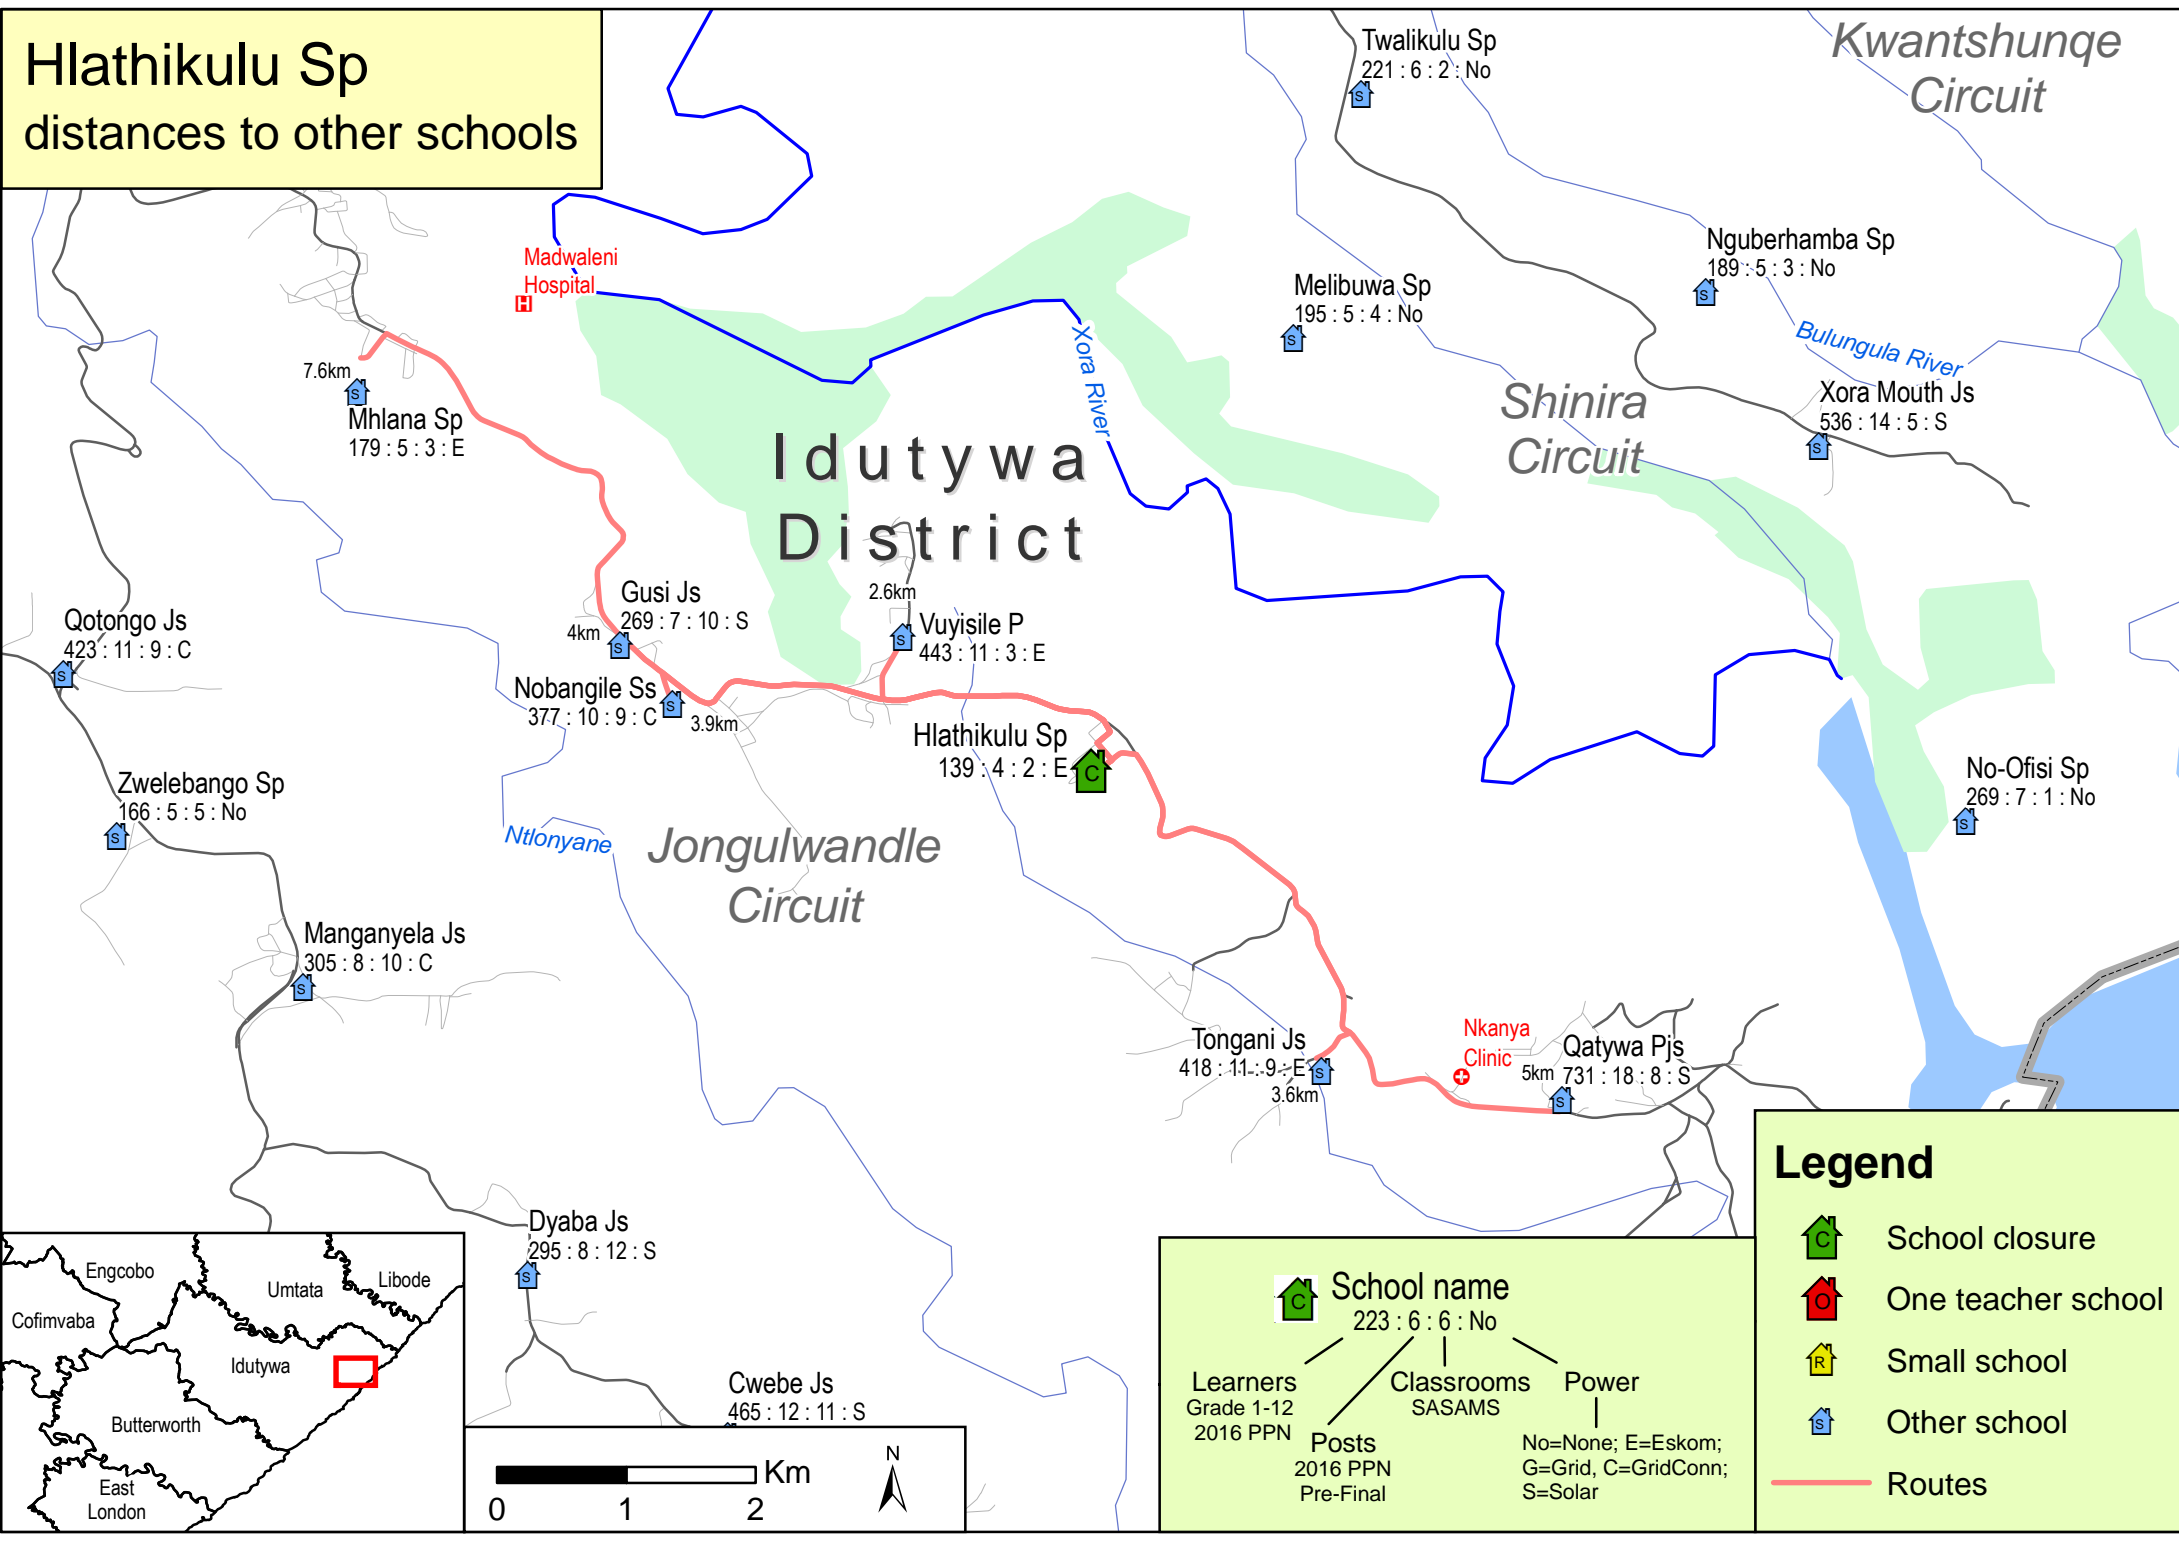 Hlathikulu Sp
distances to other schools
Kwantshunqe
Circuit
Twalikulu Sp
221 : 6 : 2 : No
Nguberhamba Sp
189 : 5 : 3 : No
Madwaleni
Hospital
H
Melibuwa Sp
195 : 5 : 4 : No
Xora River
Bulungula River
7.6km
Mhlana Sp
179 : 5 : 3 : E
Shinira
Circuit
Xora Mouth Js
536 : 14 : 5 : S
Idutywa
District
Gusi Js
269 : 7 : 10 : S
4km
2.6km
Vuyisile P
443 : 11 : 3 : E
Qotongo Js
423 : 11 : 9 : C
Nobangile Ss
377 : 10 : 9 : C
3.9km
Hlathikulu Sp
139 : 4 : 2 : E
C
No-Ofisi Sp
269 : 7 : 1 : No
Zwelebango Sp
166 : 5 : 5 : No
Ntlonyane
Jongulwandle
Circuit
Manganyela Js
305 : 8 : 10 : C
Tongani Js
418 : 11 : 9 : E
3.6km
Nkanya
Clinic
Qatywa Pjs
5km
731 : 18 : 8 : S
Dyaba Js
295 : 8 : 12 : S
Cwebe Js
465 : 12 : 11 : S
Engcobo
Umtata
Libode
Cofimvaba
Idutywa
Butterworth
East
London
Km
0 1 2
N
C School name
223 : 6 : 6 : No
Learners
Grade 1-12
2016 PPN
Posts
2016 PPN
Pre-Final
Classrooms
SASAMS
Power
No=None; E=Eskom;
G=Grid, C=GridConn;
S=Solar
Legend
C School closure
O One teacher school
R Small school
S Other school
Routes